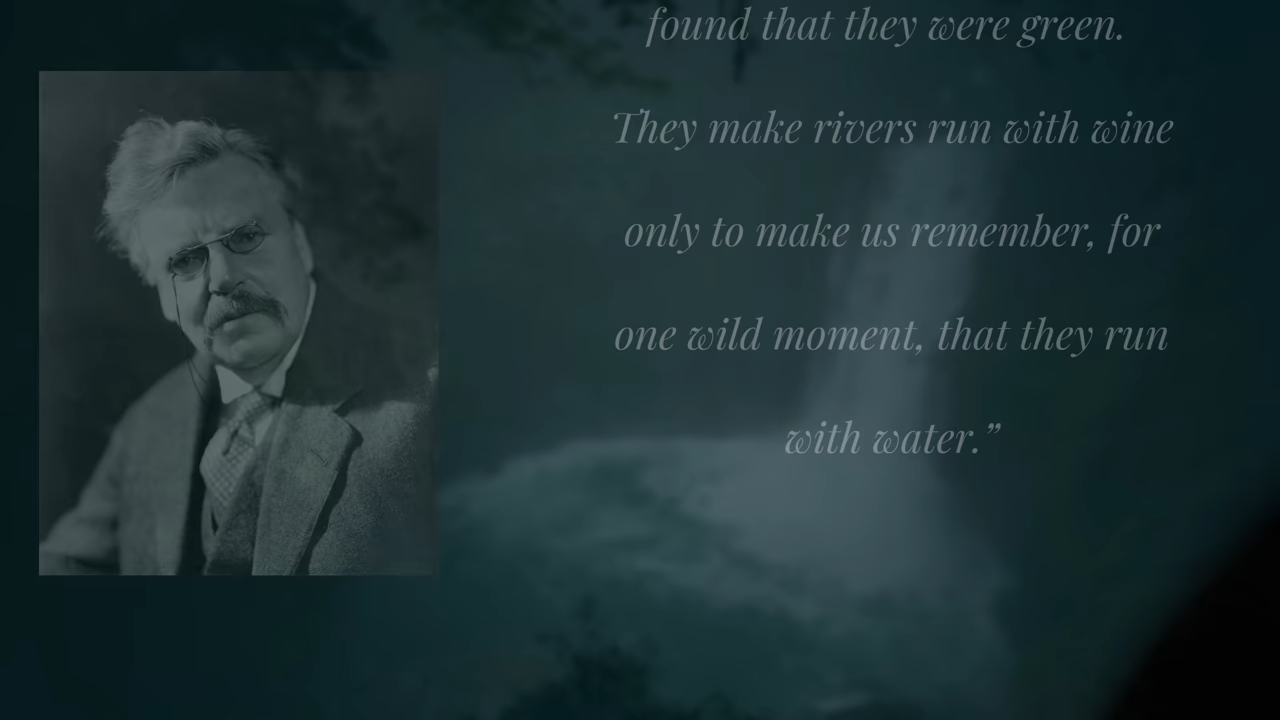 found that they were green.
They make rivers run with wine
only to make us remember, for
one wild moment, that they run
with water.”